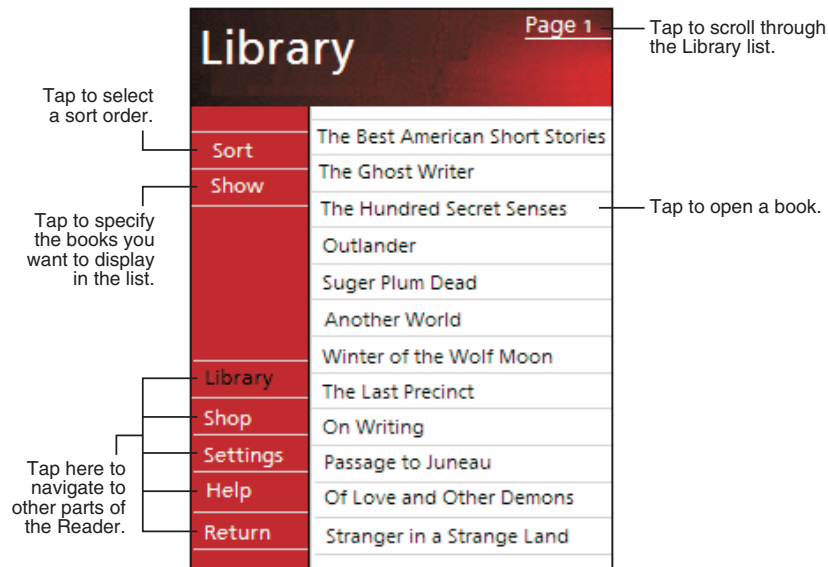 Library
Page 1
Tap to scroll through
the Library list.
Tap to select
a sort order.
Sort
Show
Tap to specify
the books you
want to display
in the list.
The Best American Short Stories
The Ghost Writer
The Hundred Secret Senses
Tap to open a book.
Outlander
Suger Plum Dead
Another World
Winter of the Wolf Moon
The Last Precinct
On Writing
Passage to Juneau
Of Love and Other Demons
Stranger in a Strange Land
Library
Shop
Settings
Help
Return
Tap here to
navigate to
other parts of
the Reader.